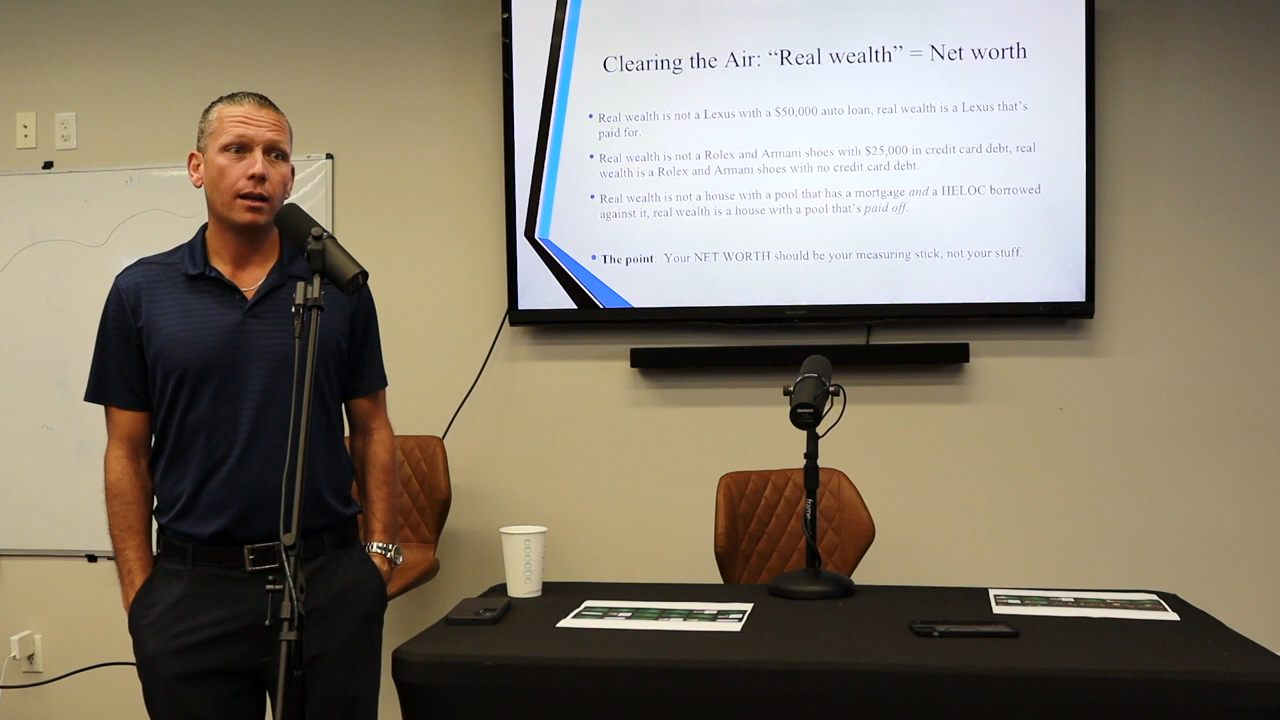 Clearing the Air: “Real wealth” = Net worth
• Real wealth is not a Lexus with a $50,000 auto loan, real wealth is a Lexus that’s
paid for.
• Real wealth is not a Rolex and Armani shoes with $25,000 in credit card debt, real
wealth is a Rolex and Armani shoes with no credit card debt.
• Real wealth is not a house with a pool that has a mortgage and a HELOC borrowed
against it, real wealth is a house with a pool that’s paid off.
• The point: Your NET WORTH should be your measuring stick, not your stuff.
SHARP
frame